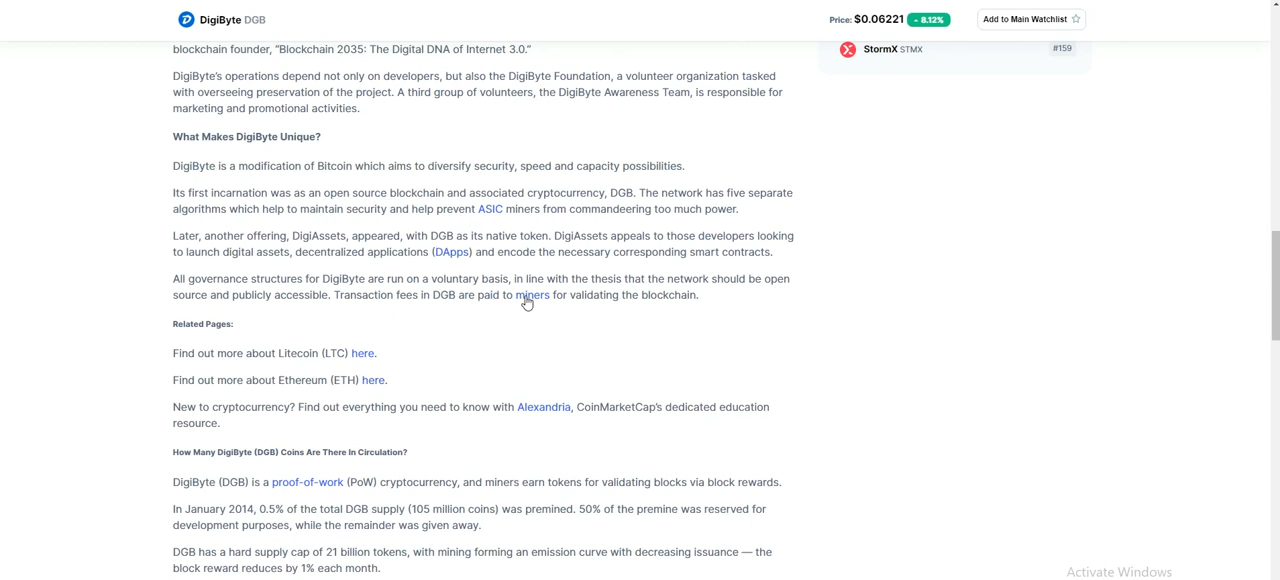 DigiByte DGB
Price: $0.06221 8.12% Add to Main Watchlist
blockchain founder, “Blockchain 2035: The Digital DNA of Internet 3.0.”
StormX STMX #159
DigiByte’s operations depend not only on developers, but also the DigiByte Foundation, a volunteer organization tasked
with overseeing preservation of the project. A third group of volunteers, the DigiByte Awareness Team, is responsible for
marketing and promotional activities.
What Makes DigiByte Unique?
DigiByte is a modification of Bitcoin which aims to diversify security, speed and capacity possibilities.
Its first incarnation was as an open source blockchain and associated cryptocurrency, DGB. The network has five separate
algorithms which help to maintain security and help prevent ASIC miners from commandeering too much power.
Later, another offering, DigiAssets, appeared, with DGB as its native token. DigiAssets appeals to those developers looking
to launch digital assets, decentralized applications (DApps) and encode the necessary corresponding smart contracts.
All governance structures for DigiByte are run on a voluntary basis, in line with the thesis that the network should be open
source and publicly accessible. Transaction fees in DGB are paid to miners for validating the blockchain.
Related Pages:
Find out more about Litecoin (LTC) here.
Find out more about Ethereum (ETH) here.
New to cryptocurrency? Find out everything you need to know with Alexandria, CoinMarketCap’s dedicated education
resource.
How Many DigiByte (DGB) Coins Are There In Circulation?
DigiByte (DGB) is a proof-of-work (PoW) cryptocurrency, and miners earn tokens for validating blocks via block rewards.
In January 2014, 0.5% of the total DGB supply (105 million coins) was premined. 50% of the premine was reserved for
development purposes, while the remainder was given away.
DGB has a hard supply cap of 21 billion tokens, with mining forming an emission curve with decreasing issuance — the
block reward reduces by 1% each month.
Activate Windows